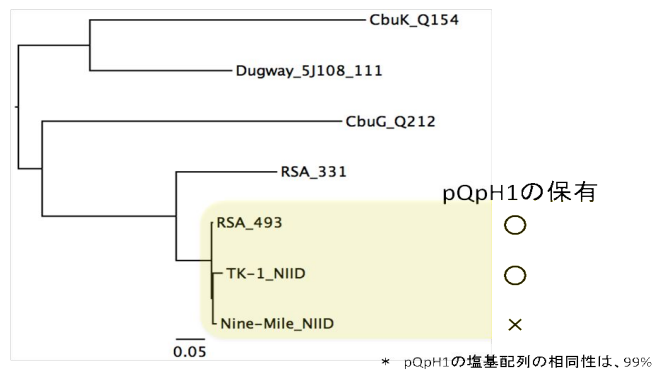 CbuK_Q154
Dugway_5J108_111
CbuG_Q212
RSA_331
pQpH1の保有
RSA_493 ○
TK-1_NIID ○
Nine-Mile_NIID ×
0.05
* pQpH1の塩基配列の相同性は、99%